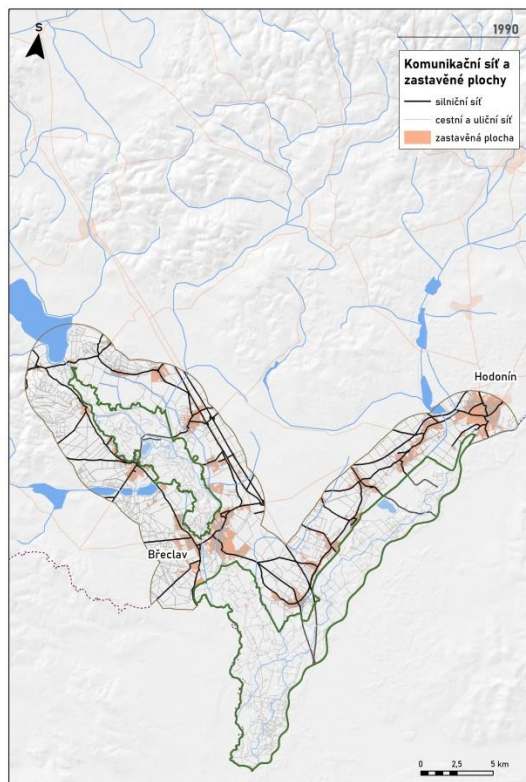 S
1990
Komunikační síť a
zastavěné plochy
silniční síť
cestní a uliční síť
zastavěná plocha
Hodonín
Břeclav
0 2,5 5 km